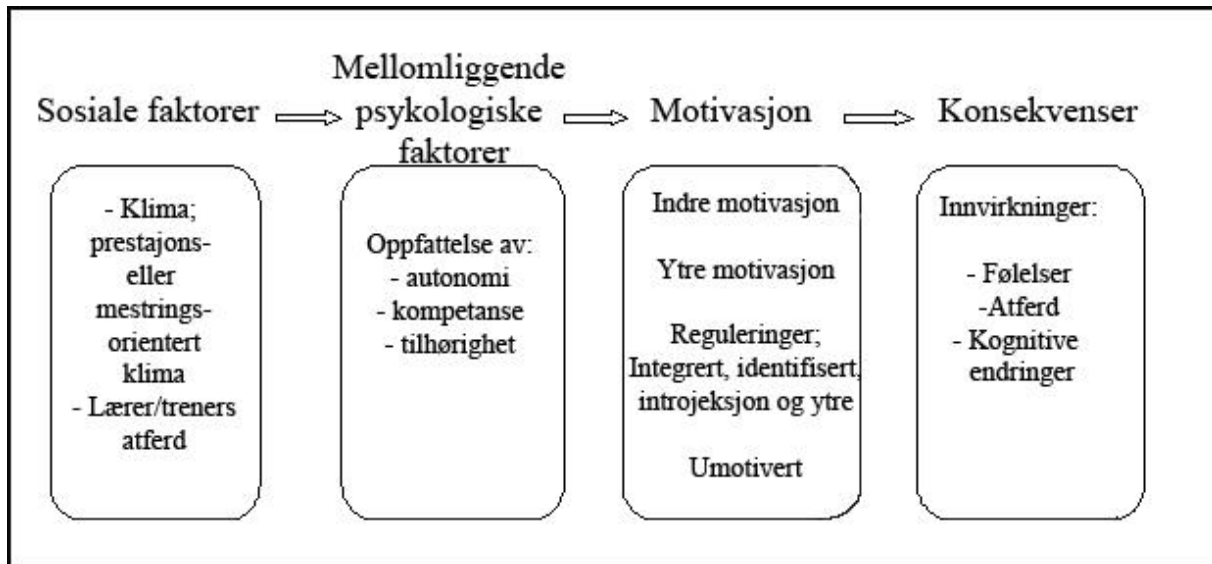 Sosiale faktorer
Mellomliggende
psykologiske
faktorer
Motivasjon
Konsekvenser
- Klima;
prestajons-
eller
mestrings-
orientert
klima
- Lærer/treners
atferd
Oppfattelse av:
- autonomi
- kompetanse
- tilhørighet
Indre motivasjon
Ytre motivasjon
Reguleringer;
Integrert, identifisert,
introjeksjon og ytre
Umotivert
Innvirkninger:
- Følelser
-Atferd
- Kognitive
endringer